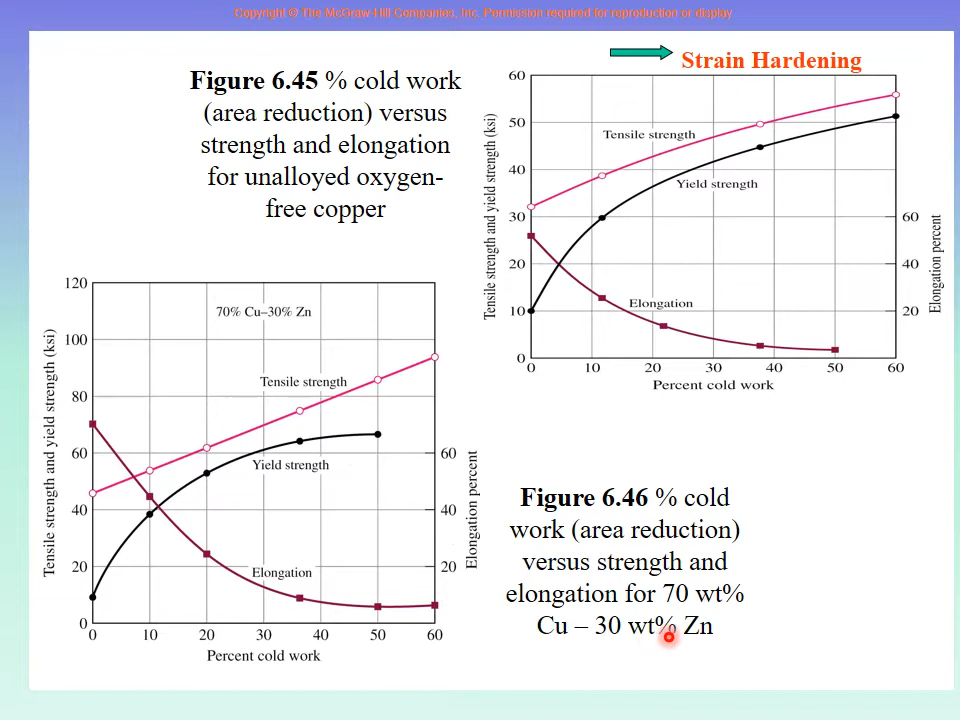 Copyright © The McGraw-Hill Companies, Inc. Permission required for reproduction or display
Figure 6.45 % cold work
(area reduction) versus
strength and elongation
for unalloyed oxygen-
free copper
Strain Hardening
60
50
40
30
20
10
0
Tensile strength and yield strength (ksi)
Tensile strength
Yield strength
Elongation
60
40
20
Elongation percent
0 10 20 30 40 50 60
Percent cold work
120
100
80
60
40
20
0
Tensile strength and yield strength (ksi)
70% Cu–30% Zn
Tensile strength
Yield strength
Elongation
60
40
20
Elongation percent
0 10 20 30 40 50 60
Percent cold work
Figure 6.46 % cold
work (area reduction)
versus strength and
elongation for 70 wt%
Cu – 30 wt% Zn